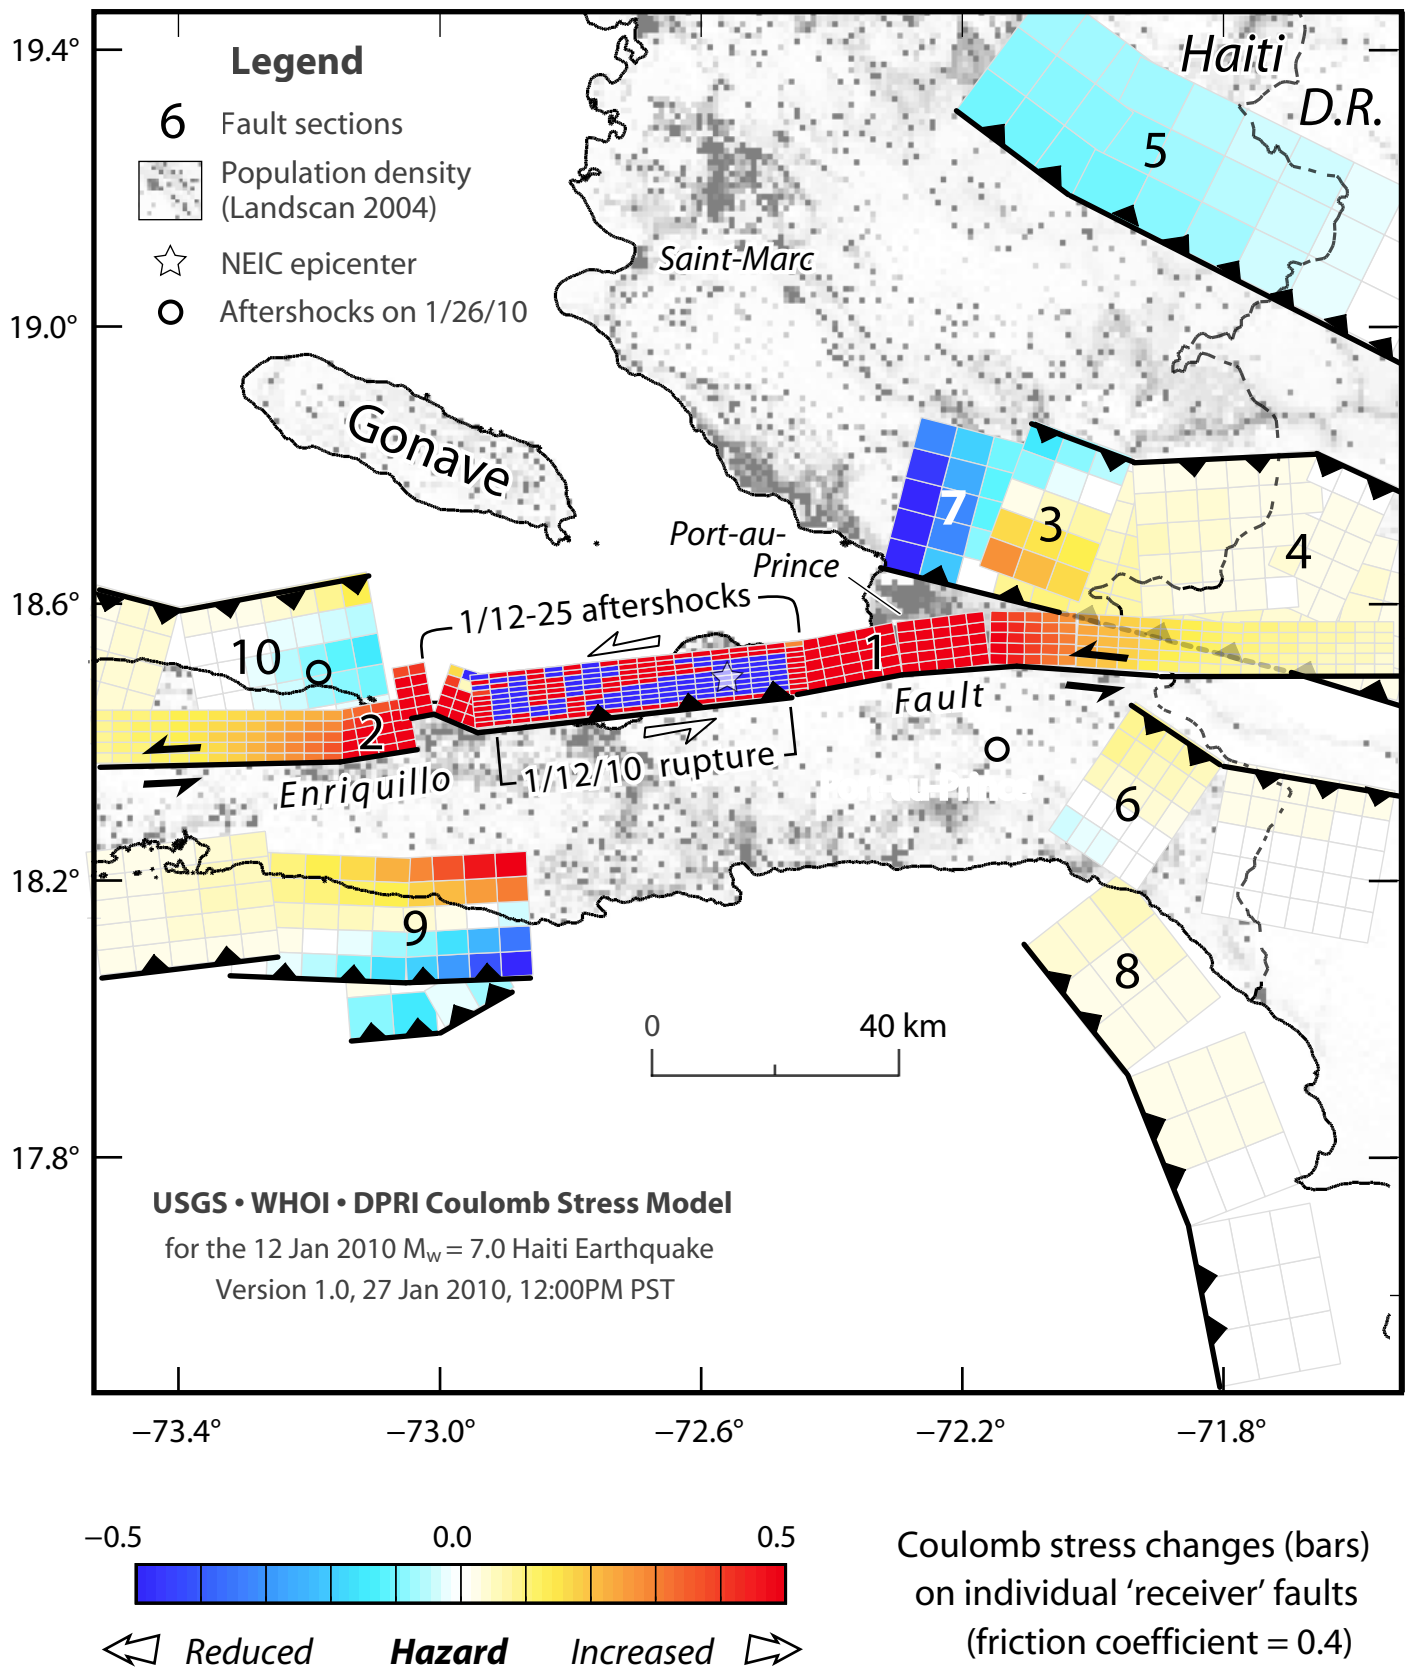 Legend
6 Fault sections
Population density
(Landscan 2004)
NEIC epicenter
Aftershocks on 1/26/10
19.4°
19.0°
18.6°
18.2°
17.8°
Haiti
D.R.
5
Saint-Marc
Gonave
Port-au-
Prince
7
3
4
1/12-25 aftershocks
10
1
2
Fault
Enriquillo
1/12/10 rupture
6
9
8
0 40 km
USGS • WHOI • DPRI Coulomb Stress Model
for the 12 Jan 2010 Mw = 7.0 Haiti Earthquake
Version 1.0, 27 Jan 2010, 12:00PM PST
−73.4° −73.0° −72.6° −72.2° −71.8°
−0.5 0.0 0.5
Reduced Hazard Increased
Coulomb stress changes (bars)
on individual ‘receiver’ faults
(friction coefficient = 0.4)